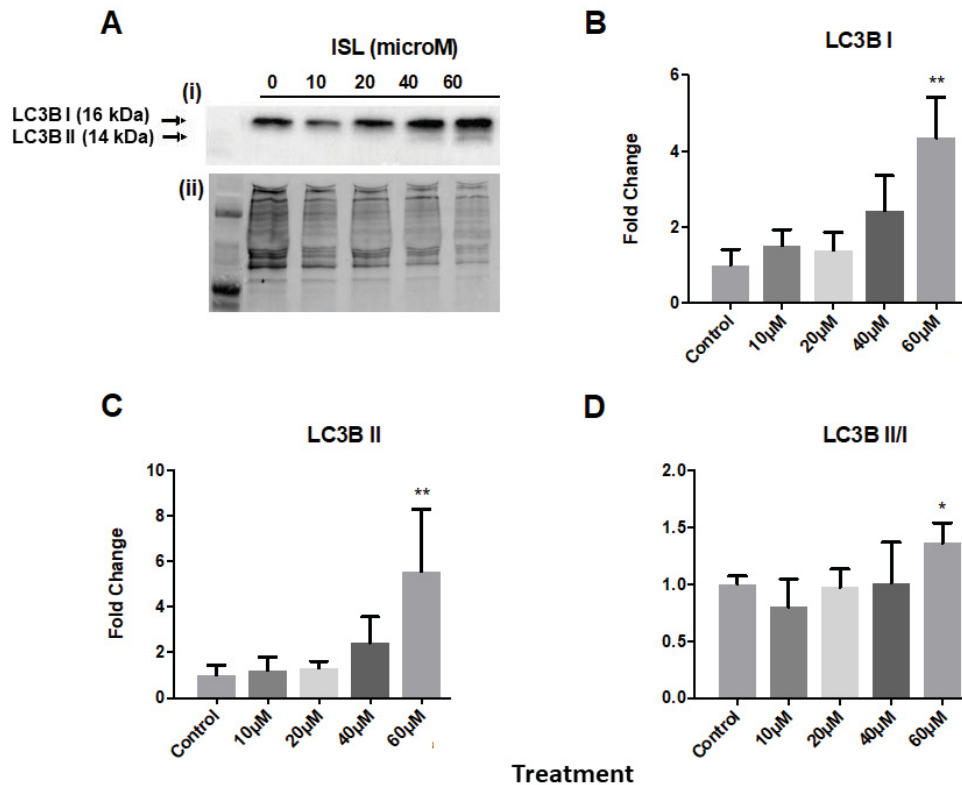 A
ISL (microM)
0 10 20 40 60
(i)
LC3B I (16 kDa)
LC3B II (14 kDa)
(ii)
B
LC3B I
Fold Change
6
4
2
0
**
Control 10µM 20µM 40µM 60µM
C
LC3B II
Fold Change
10
8
6
4
2
0
**
Control 10µM 20µM 40µM 60µM
D
LC3B II/I
2.0
1.5
1.0
0.5
0.0
*
Control 10µM 20µM 40µM 60µM
Treatment